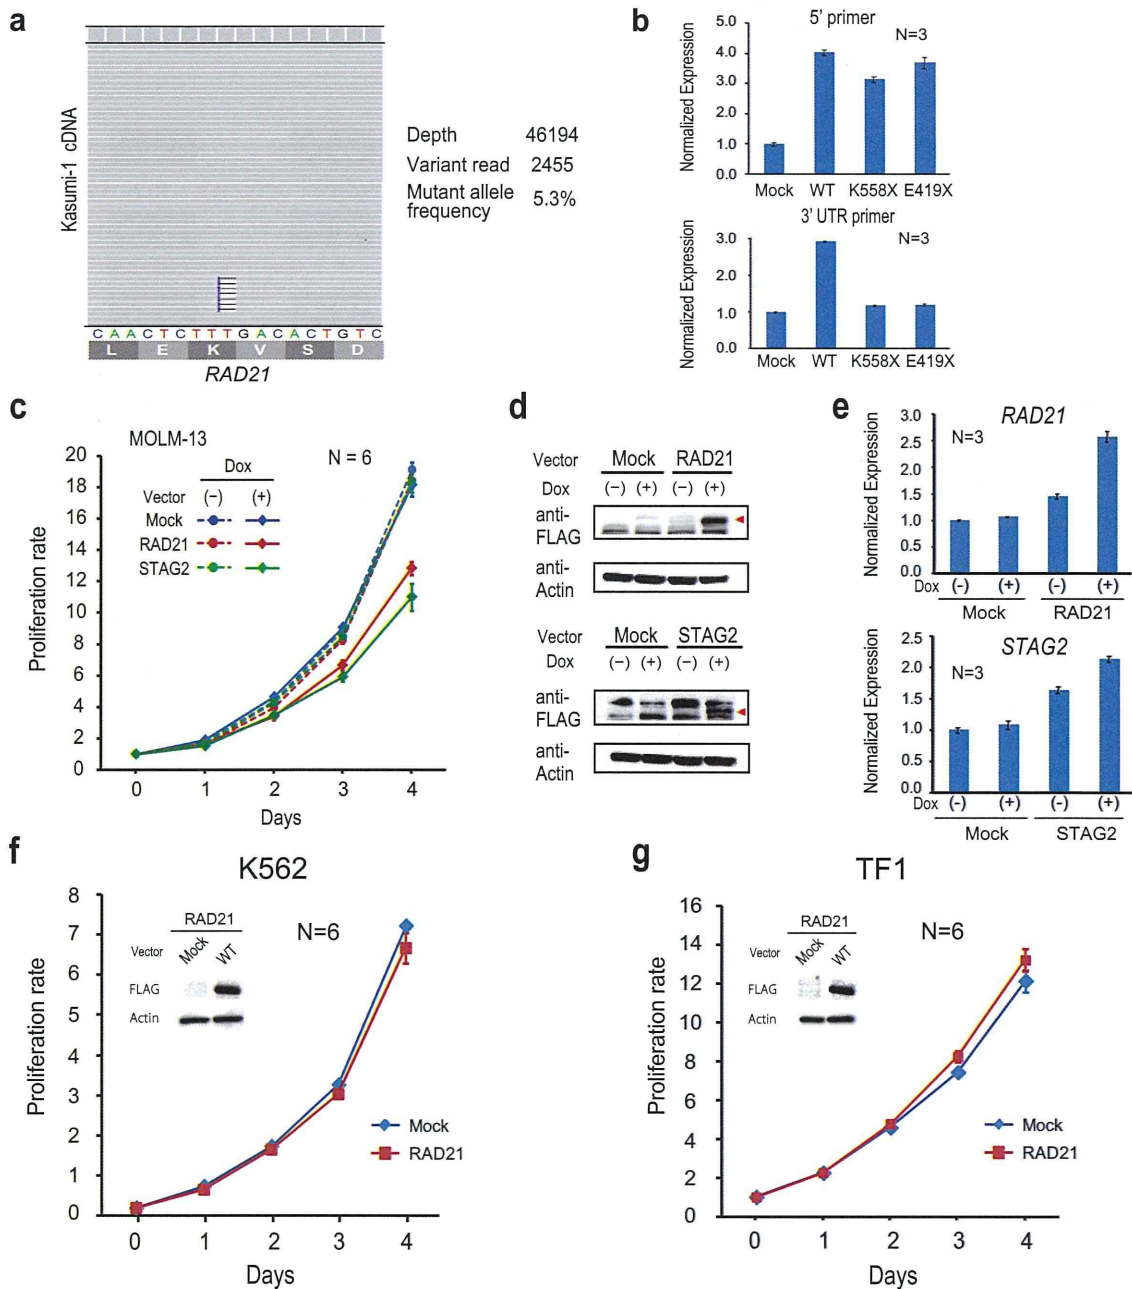 a
Kasumi-1 cDNA
Depth 46194
Variant read 2455
Mutant allele
frequency 5.3%
CAACTCTTTGACACTGTC
L E K V S D
RAD21
b
5' primer
N=3
Normalized Expression
5.0
4.0
3.0
2.0
1.0
0.0
Mock WT K558X E419X
3' UTR primer
N=3
Normalized Expression
3.0
2.0
1.0
0.0
Mock WT K558X E419X
c
MOLM-13
N = 6
Dox
Vector (−) (+)
Mock
RAD21
STAG2
Proliferation rate
20
18
16
14
12
10
8
6
4
2
0
0 1 2 3 4
Days
d
Vector Mock RAD21
Dox (−) (+) (−) (+)
anti-
FLAG
anti-
Actin
Vector Mock STAG2
Dox (−) (+) (−) (+)
anti-
FLAG
anti-
Actin
e
RAD21
N=3
Normalized Expression
3.0
2.5
2.0
1.5
1.0
0.5
0.0
Dox (-) (+) (-) (+)
Mock RAD21
STAG2
N=3
Normalized Expression
2.5
2.0
1.5
1.0
0.5
0.0
Dox (-) (+) (-) (+)
Mock STAG2
f
K562
RAD21
Vector Mock WT
FLAG
Actin
N=6
Proliferation rate
8
7
6
5
4
3
2
1
0
Mock
RAD21
0 1 2 3 4
Days
g
TF1
RAD21
Vector Mock WT
FLAG
Actin
N=6
Proliferation rate
16
14
12
10
8
6
4
2
0
Mock
RAD21
0 1 2 3 4
Days